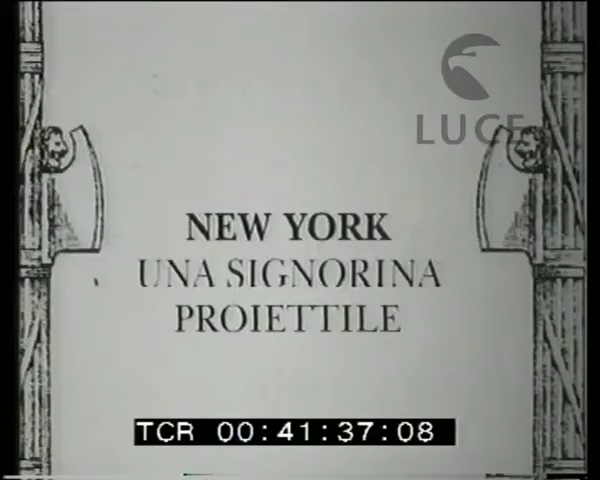 LUCE
NEW YORK
UNA SIGNORINA
PROIETTILE
TCR 00:41:37:08